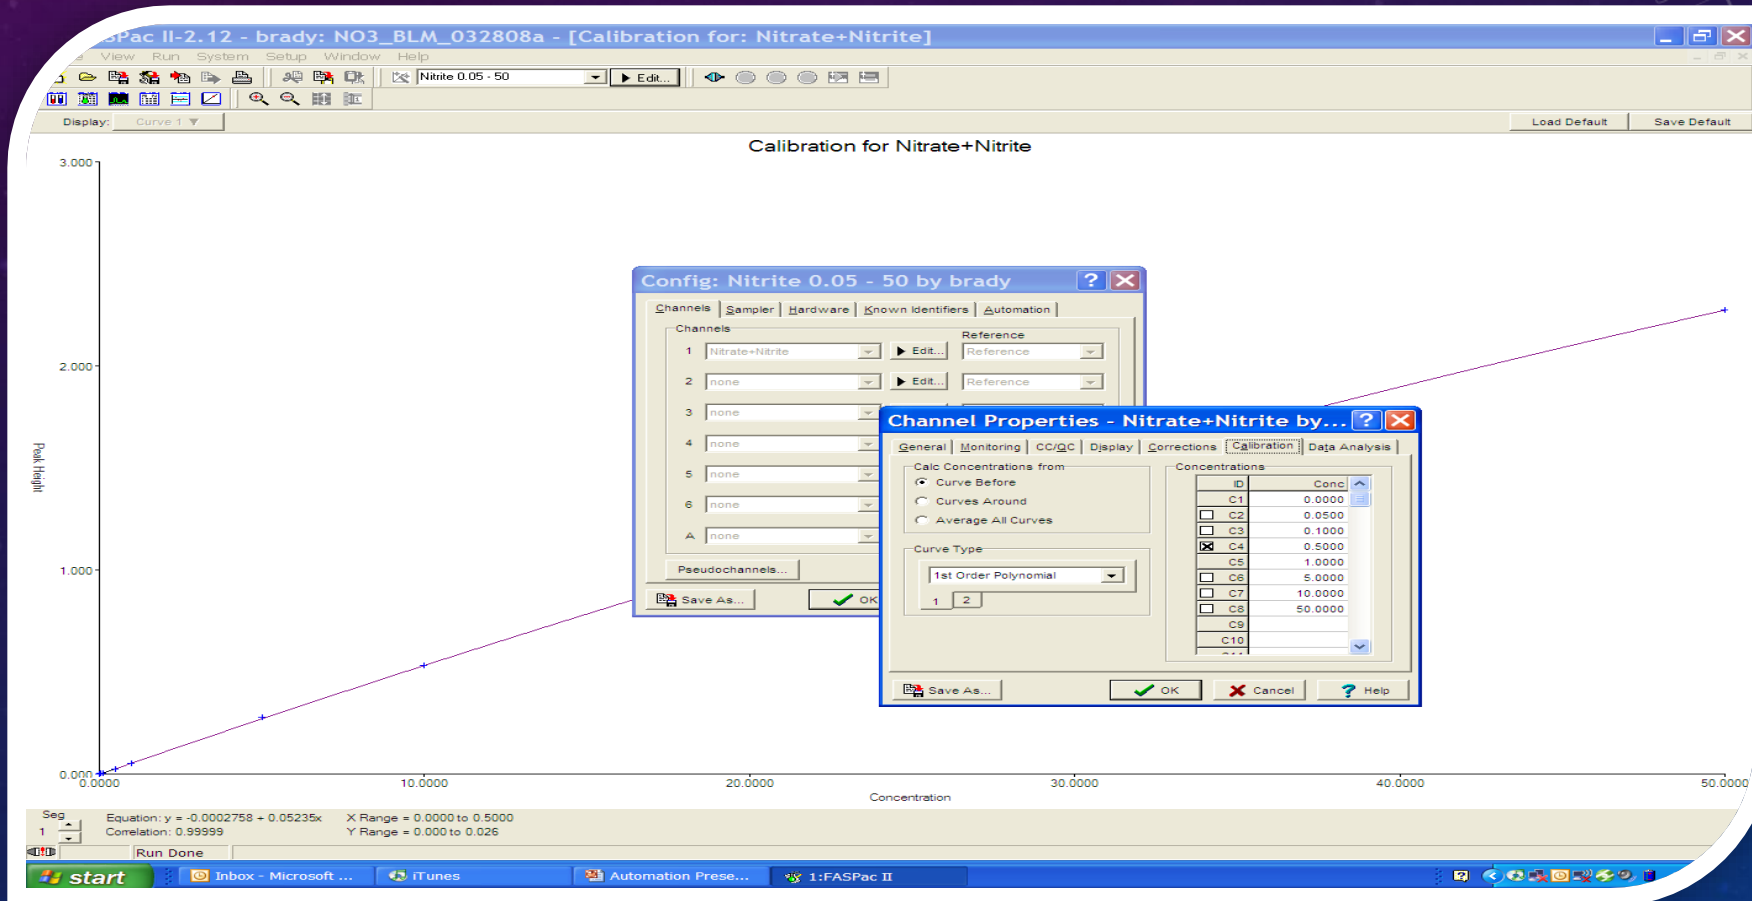 SPac II-2.12 - brady: NO3_BLM_032808a - [Calibration for: Nitrate+Nitrite]
View Run System Setup Window Help
Nitrite 0.05 - 50 Edit...
Display: Curve 1 Load Default Save Default
Calibration for Nitrate+Nitrite
3.000
2.000
1.000
0.000
Peak Height
0.0000 10.0000 20.0000 30.0000 40.0000 50.0000
Concentration
Config: Nitrite 0.05 - 50 by brady
Channels Sampler Hardware Known Identifiers Automation
Channels
Reference
1 Nitrate+Nitrite Edit... Reference
2 none Edit... Reference
3 none
4 none
5 none
6 none
A none
Pseudochannels...
Save As... OK
Channel Properties - Nitrate+Nitrite by...
General Monitoring CC/QC Display Corrections Calibration Data Analysis
Calc Concentrations from
Curve Before
Curves Around
Average All Curves
Curve Type
1st Order Polynomial
1 2
Concentrations
ID Conc
C1 0.0000
C2 0.0500
C3 0.1000
C4 0.5000
C5 1.0000
C6 5.0000
C7 10.0000
C8 50.0000
C9
C10
Save As... OK Cancel Help
Seg
1
Equation: y = -0.0002758 + 0.05235x X Range = 0.0000 to 0.5000
Correlation: 0.99999 Y Range = 0.000 to 0.026
Run Done
start Inbox - Microsoft ... iTunes Automation Prese... 1:FASPac II